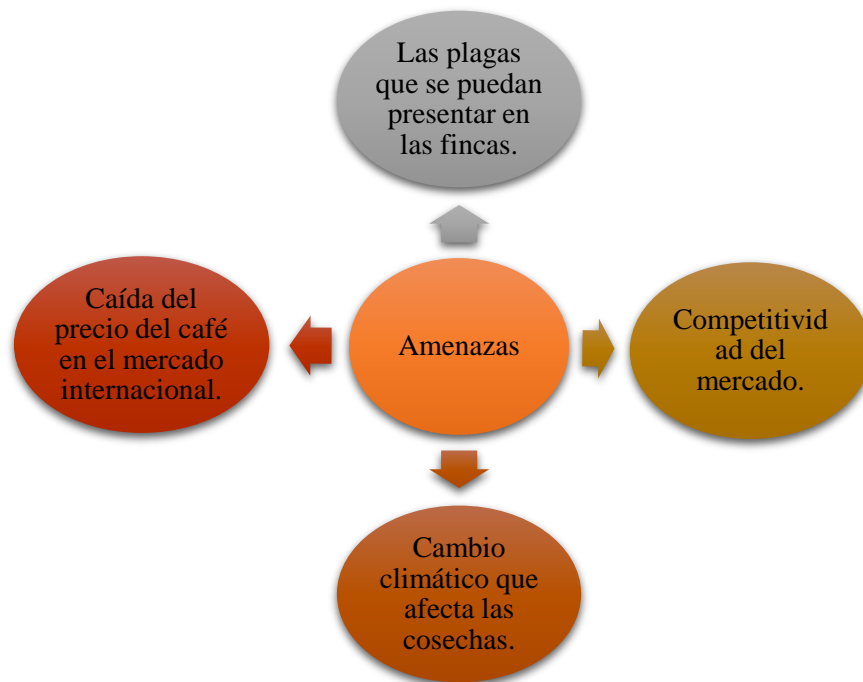 Las plagas
que se puedan
presentar en
las fincas.
Caída del
precio del café
en el mercado
internacional.
Amenazas
Competitivid
ad del
mercado.
Cambio
climático que
afecta las
cosechas.